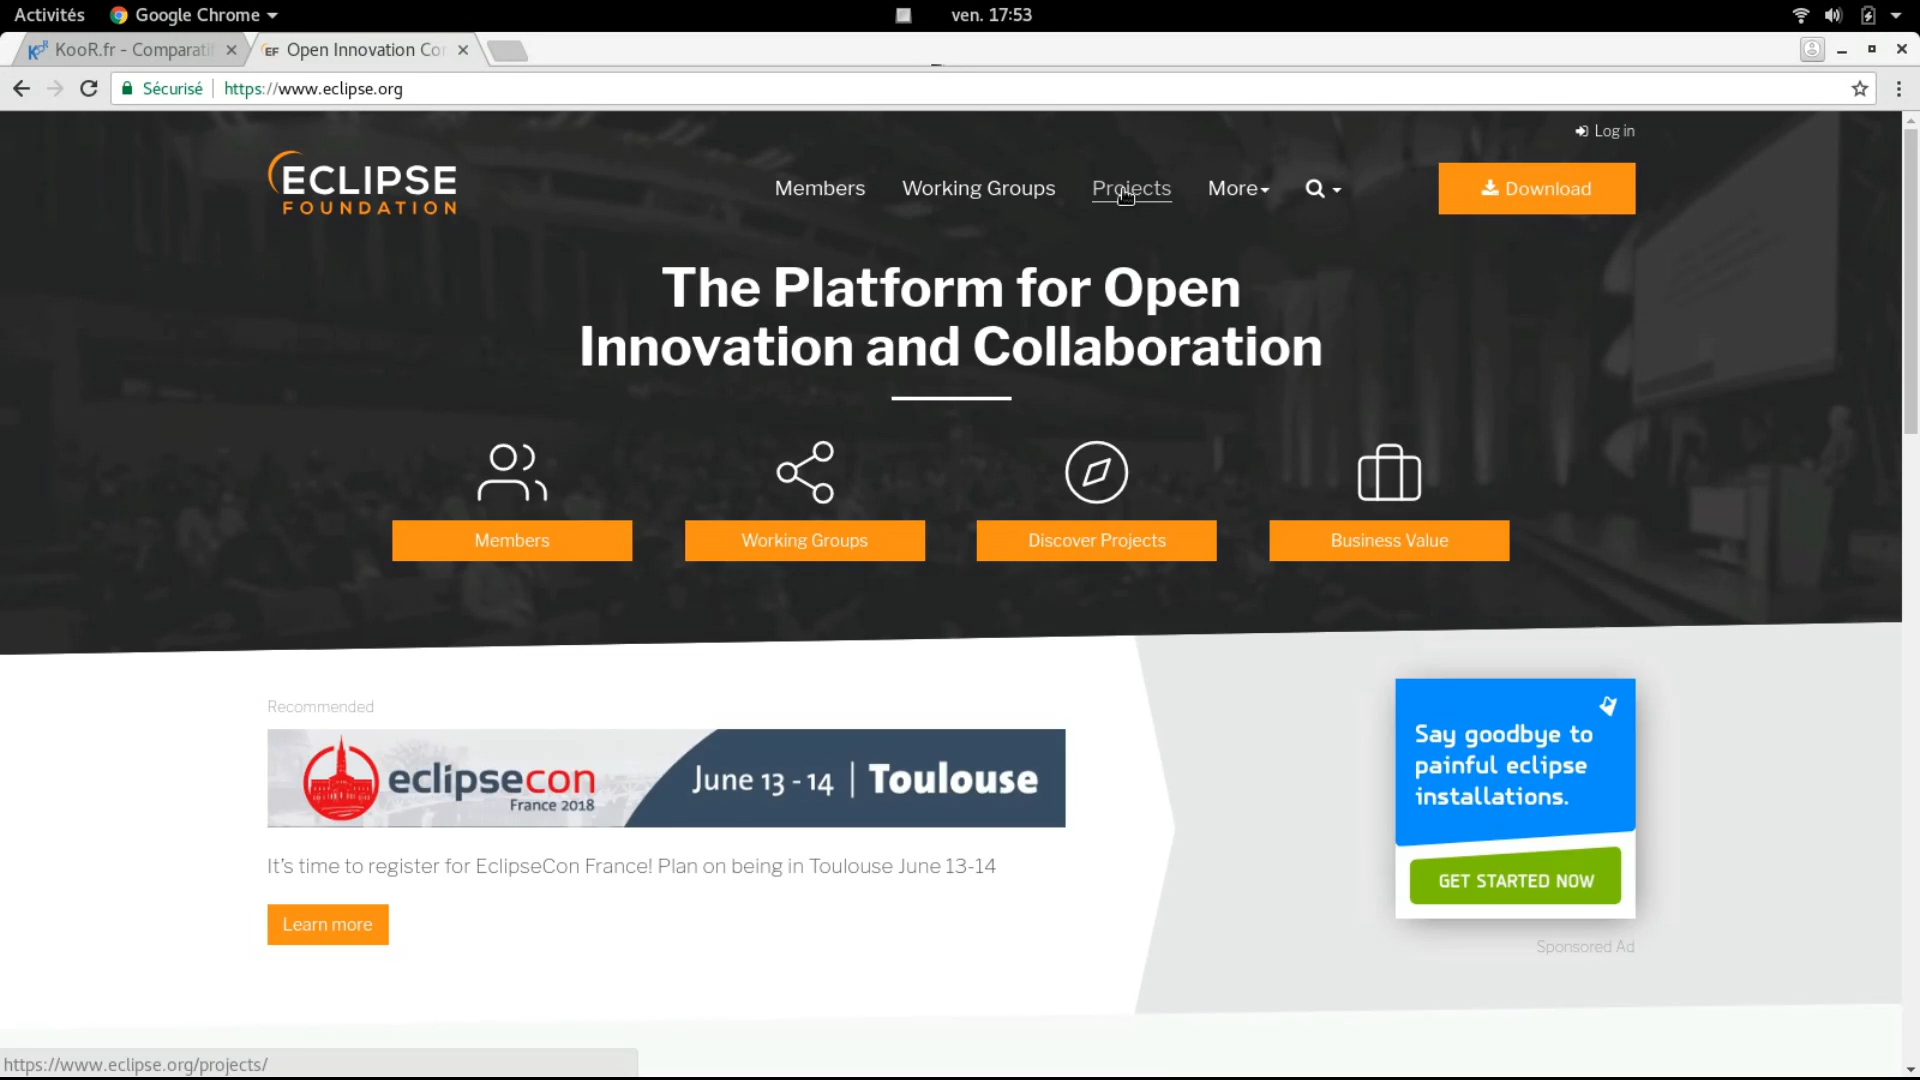 Activités Google Chrome ven. 17:53
KooR.fr - Comparati Open Innovation Co
Sécurisé https://www.eclipse.org
Log in
ECLIPSE
FOUNDATION
Members Working Groups Projects More Download
The Platform for Open
Innovation and Collaboration
Members Working Groups Discover Projects Business Value
Recommended
eclipsecon
France 2018
June 13 - 14 | Toulouse
It's time to register for EclipseCon France! Plan on being in Toulouse June 13-14
Learn more
Say goodbye to
painful eclipse
installations.
GET STARTED NOW
Sponsored Ad
https://www.eclipse.org/projects/